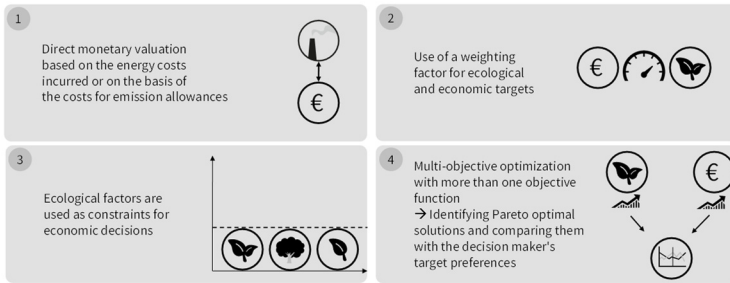 1
Direct monetary valuation
based on the energy costs
incurred or on the basis of
the costs for emission allowances
€
2
Use of a weighting
factor for ecological
and economic targets
€
3
Ecological factors are
used as constraints for
economic decisions
4
Multi-objective optimization
with more than one objective
function
→ Identifying Pareto optimal
solutions and comparing them
with the decision maker's
target preferences
€